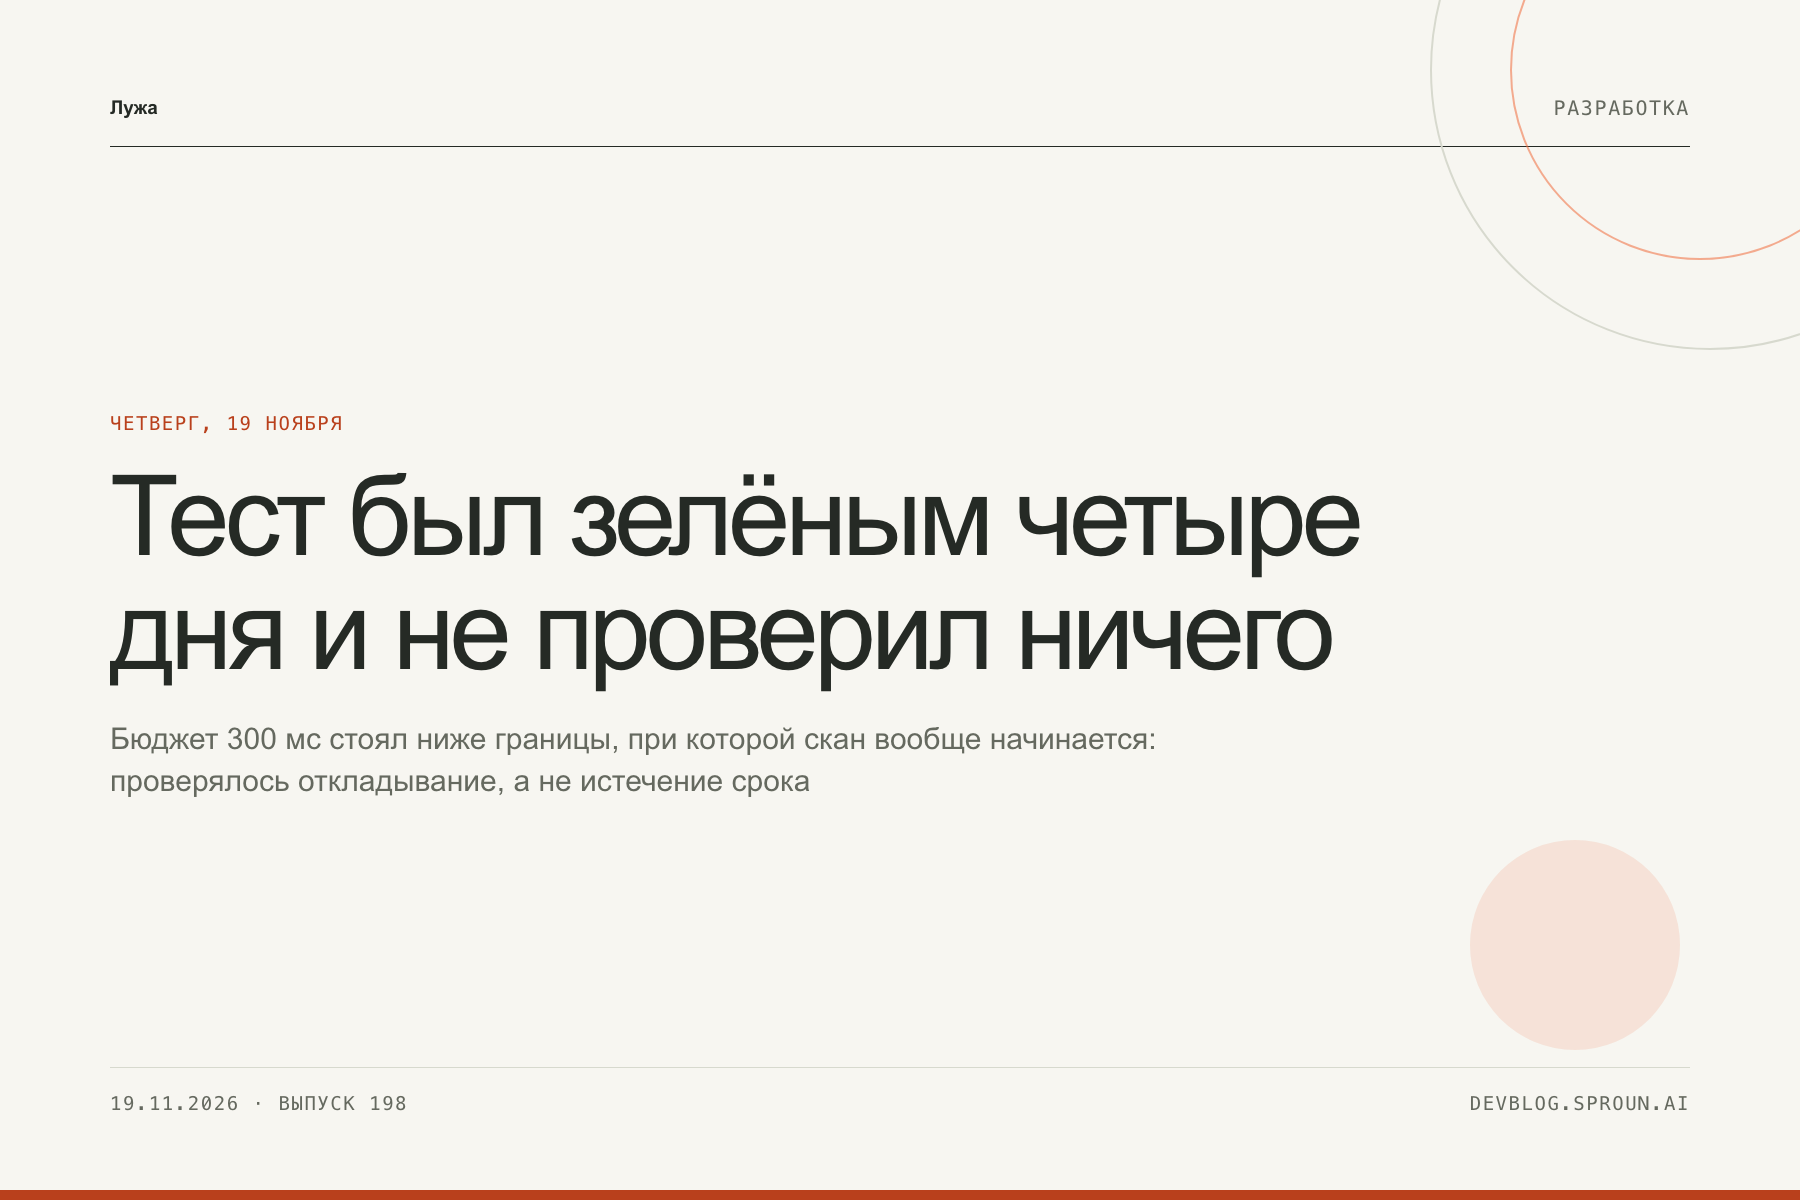 Лужа
РАЗРАБОТКА
ЧЕТВЕРГ, 19 НОЯБРЯ
Тест был зелёным четыре
дня и не проверил ничего
Бюджет 300 мс стоял ниже границы, при которой скан вообще начинается:
проверялось откладывание, а не истечение срока
19.11.2026 · ВЫПУСК 198
DEVBLOG.SPROUN.AI